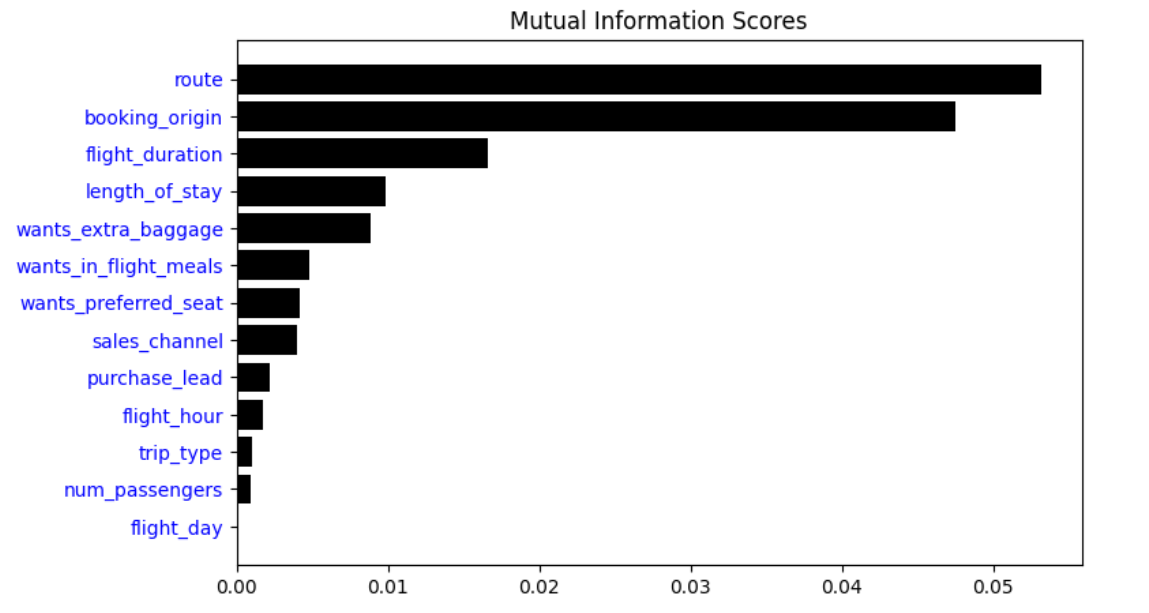 Mutual Information Scores
route
booking_origin
flight_duration
length_of_stay
wants_extra_baggage
wants_in_flight_meals
wants_preferred_seat
sales_channel
purchase_lead
flight_hour
trip_type
num_passengers
flight_day
0.00 0.01 0.02 0.03 0.04 0.05